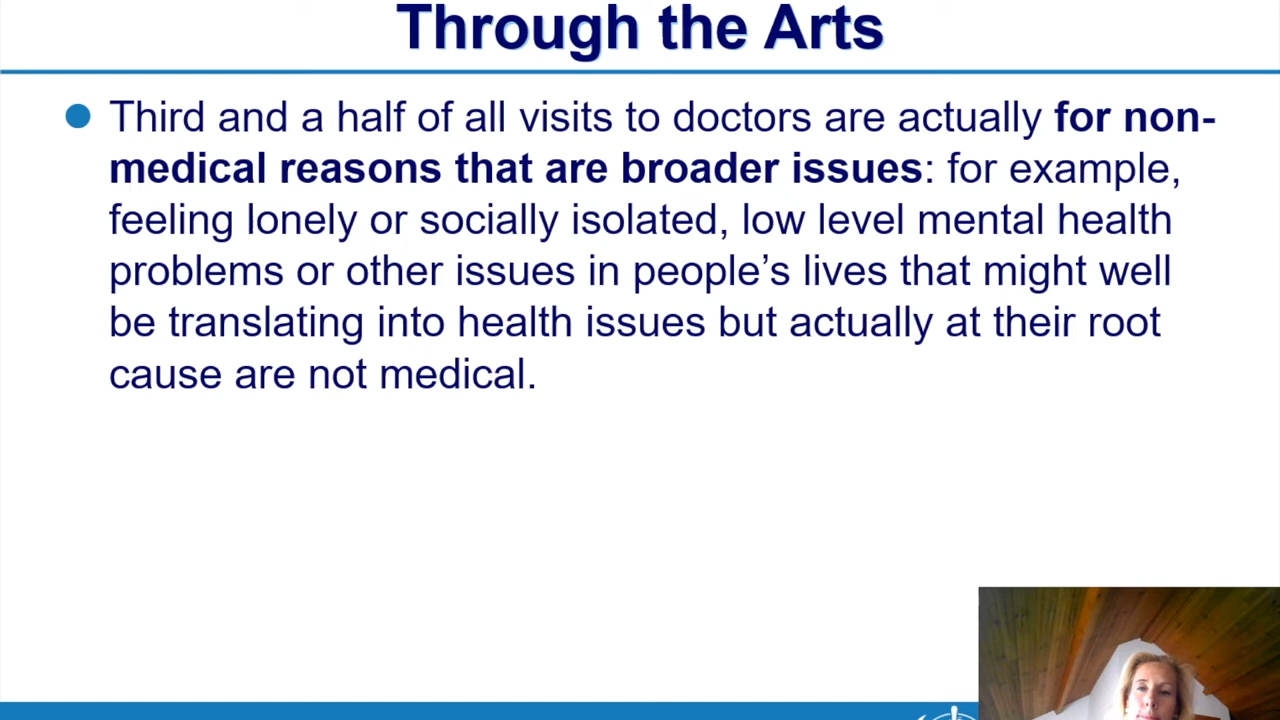 Through the Arts
Third and a half of all visits to doctors are actually for non-
medical reasons that are broader issues: for example,
feeling lonely or socially isolated, low level mental health
problems or other issues in people’s lives that might well
be translating into health issues but actually at their root
cause are not medical.